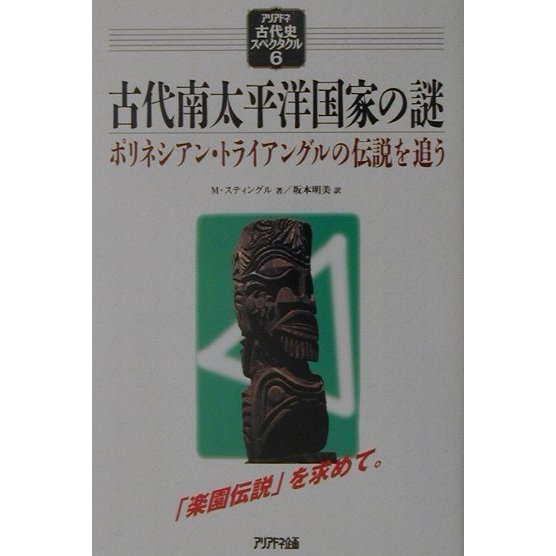 アリアドネ
古代史
スペクタクル
6
古代南太平洋国家の謎
ポリネシアン・トライアングルの伝説を追う
M・スティングル 著／坂本明美 訳
「楽園伝説」を求めて。
アリアドネ企画